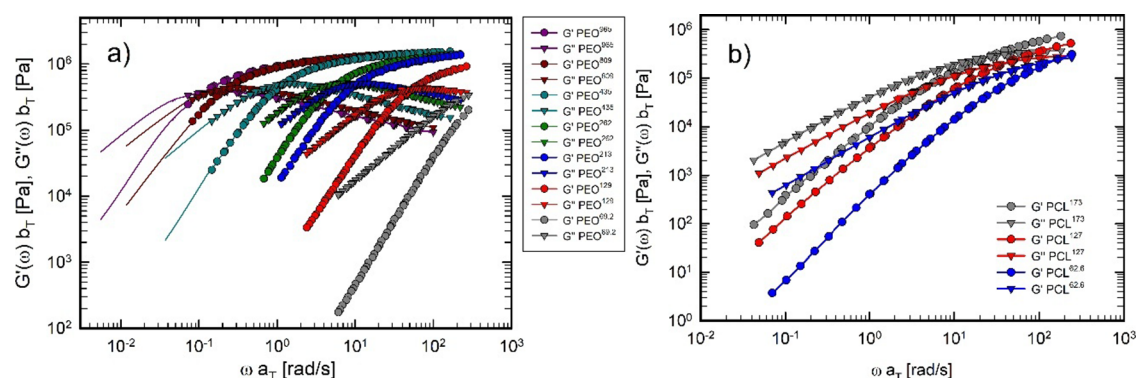 a)
G'(ω) b_T [Pa], G''(ω) b_T [Pa]
10^6
10^5
10^4
10^3
10^2
10^-2
10^-1
10^0
10^1
10^2
10^3
ω a_T [rad/s]
G' PEO^965
G'' PEO^965
G' PEO^809
G'' PEO^809
G' PEO^435
G'' PEO^435
G' PEO^262
G'' PEO^262
G' PEO^213
G'' PEO^213
G' PEO^129
G'' PEO^129
G' PEO^69.2
G'' PEO^69.2
b)
G'(ω) b_T [Pa], G''(ω) b_T [Pa]
10^6
10^5
10^4
10^3
10^2
10^1
10^0
10^-2
10^-1
10^0
10^1
10^2
10^3
ω a_T [rad/s]
G' PCL^173
G'' PCL^173
G' PCL^127
G'' PCL^127
G' PCL^62.6
G'' PCL^62.6